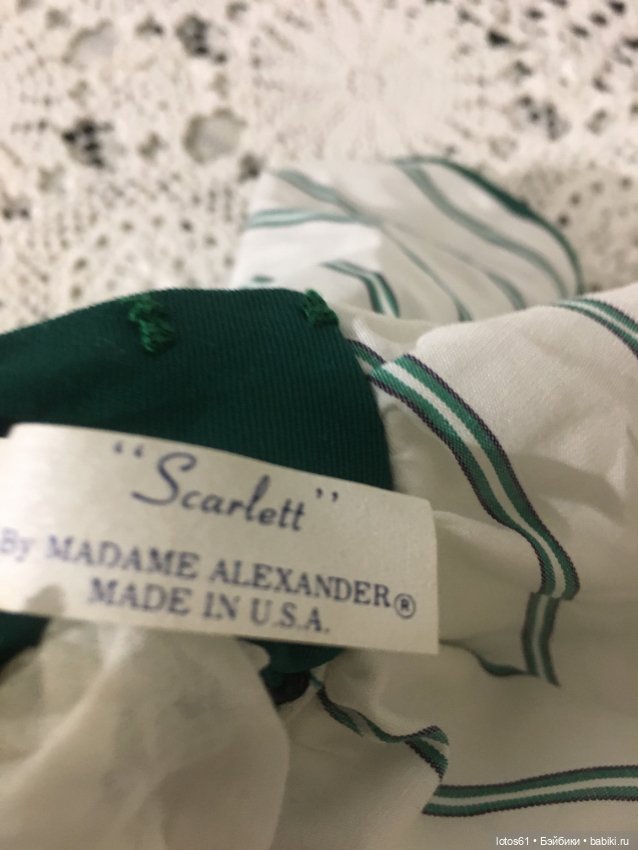 "Scarlett"
By MADAME ALEXANDER®
MADE IN U.S.A.
lotos61 • Бэйбики • babiki.ru